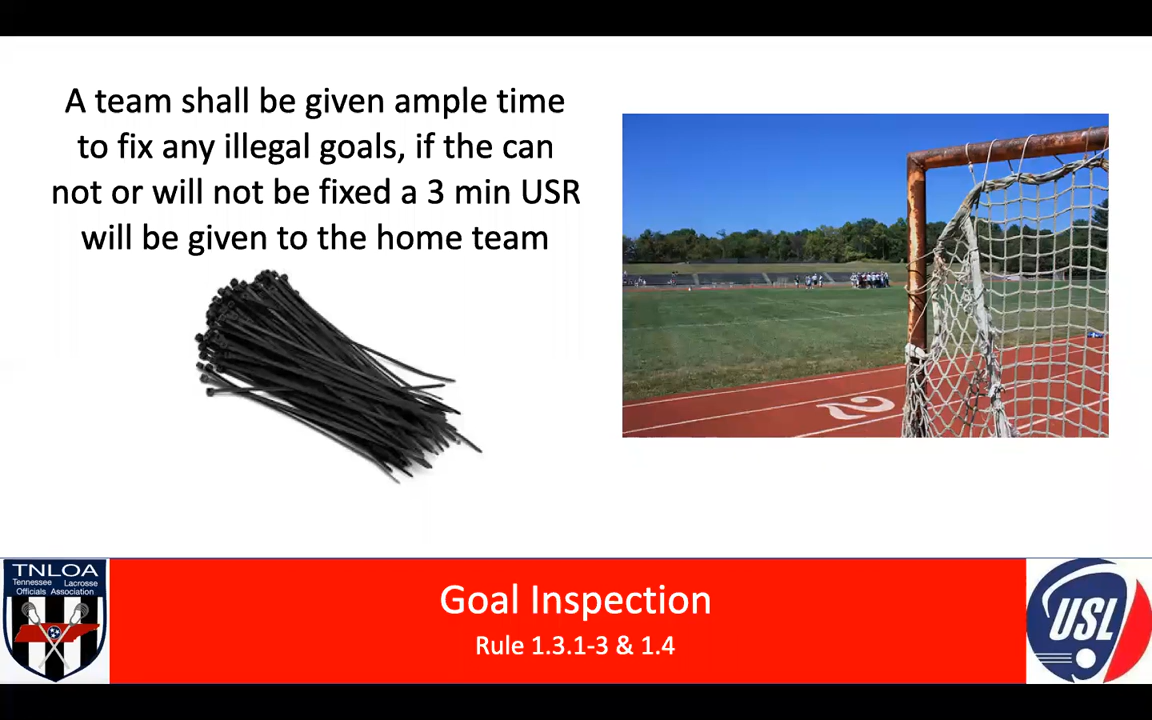 A team shall be given ample time
to fix any illegal goals, if the can
not or will not be fixed a 3 min USR
will be given to the home team
2
TNLOA
Tennessee Lacrosse
Officials Association
Goal Inspection
Rule 1.3.1-3 & 1.4
USL